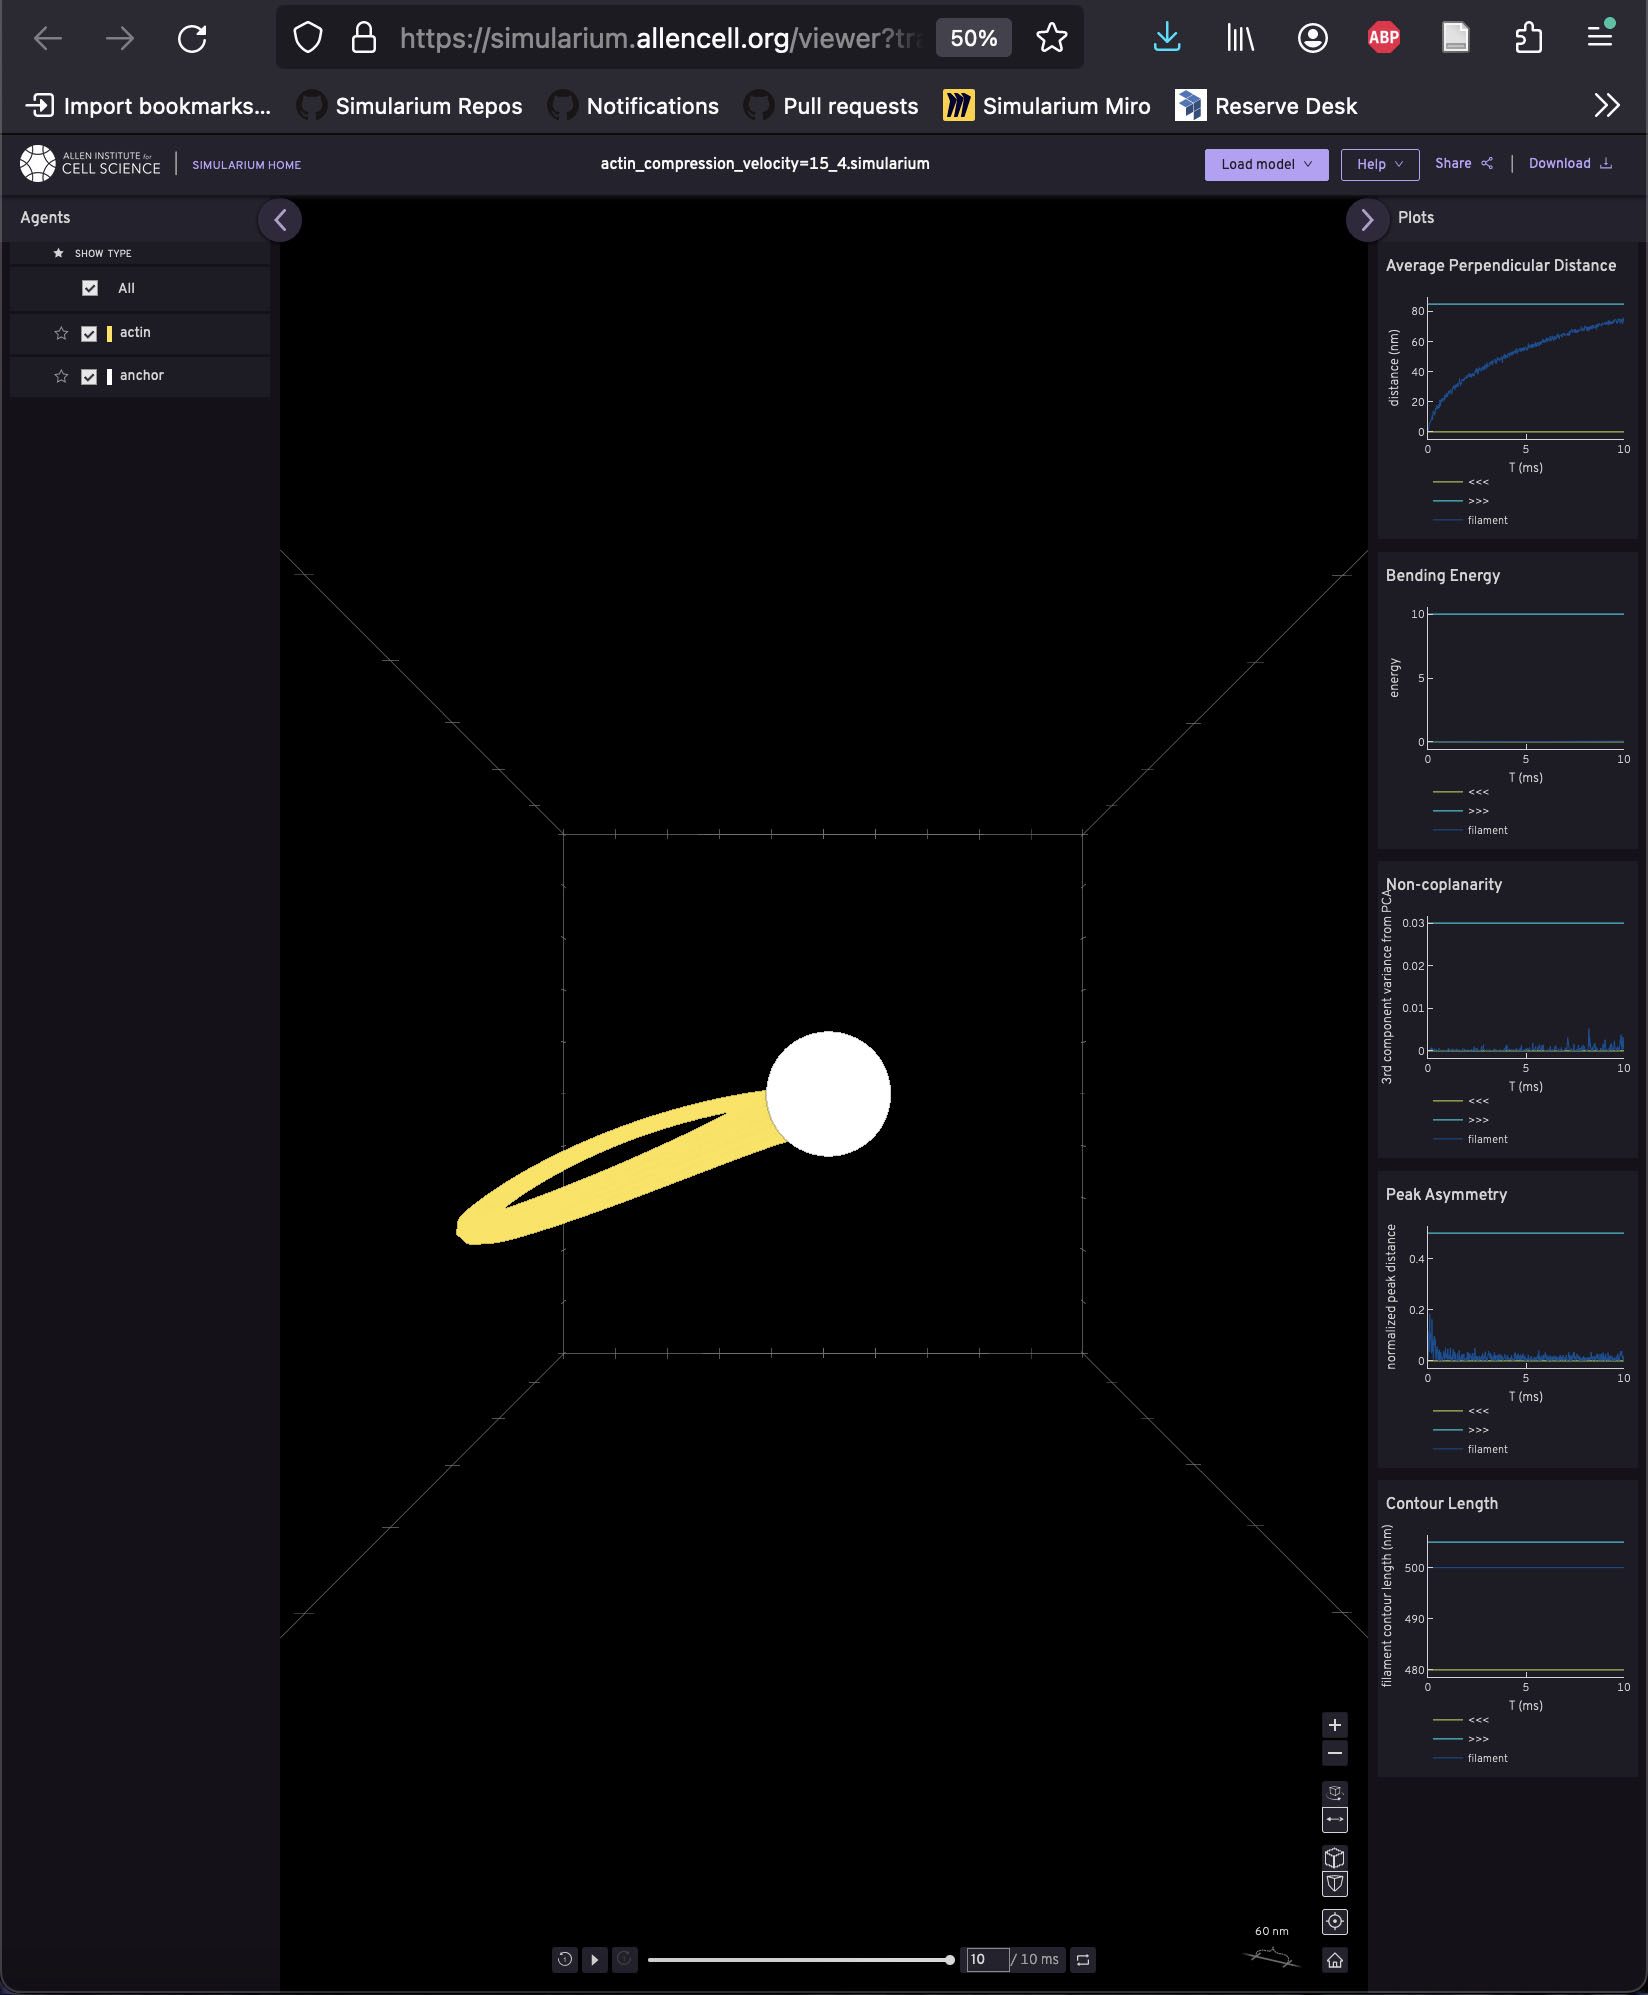 https://simularium.allencell.org/viewer?tra
50%
ABP
Import bookmarks...
Simularium Repos
Notifications
Pull requests
Simularium Miro
Reserve Desk
ALLEN INSTITUTE for
CELL SCIENCE
SIMULARIUM HOME
actin_compression_velocity=15_4.simularium
Load model
Help
Share
Download
Agents
SHOW TYPE
All
actin
anchor
Plots
Average Perpendicular Distance
distance (nm)
80
60
40
20
0
0 5 10
T (ms)
<<<
>>>
filament
Bending Energy
energy
10
5
0
0 5 10
T (ms)
<<<
>>>
filament
Non-coplanarity
3rd component variance from PCA
0.03
0.02
0.01
0
0 5 10
T (ms)
<<<
>>>
filament
Peak Asymmetry
normalized peak distance
0.4
0.2
0
0 5 10
T (ms)
<<<
>>>
filament
Contour Length
filament contour length (nm)
500
490
480
0 5 10
T (ms)
<<<
>>>
filament
60 nm
10 / 10 ms